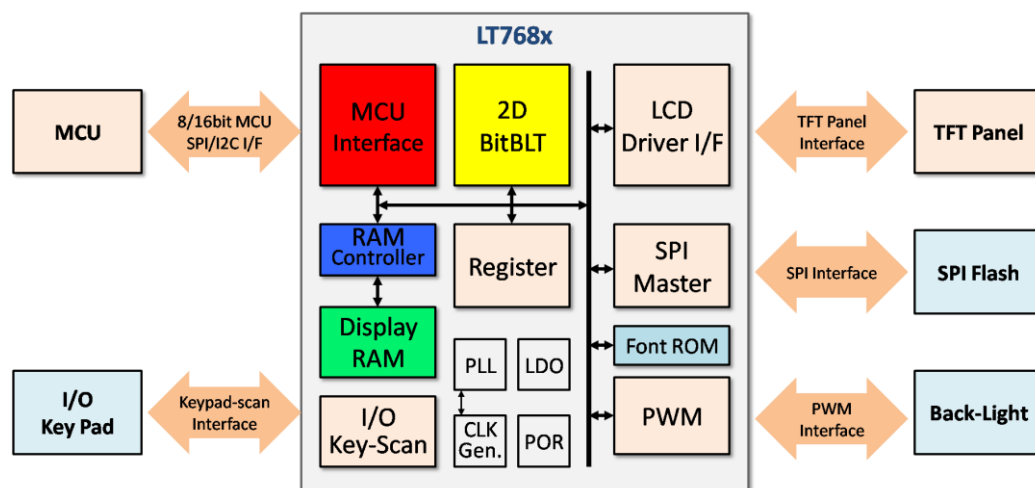 LT768x
MCU
8/16bit MCU
SPI/I2C I/F
MCU
Interface
2D
BitBLT
LCD
Driver I/F
TFT Panel
Interface
TFT Panel
RAM
Controller
Register
SPI
Master
SPI Interface
SPI Flash
Display
RAM
PLL
LDO
Font ROM
I/O
Key Pad
Keypad-scan
Interface
I/O
Key-Scan
CLK
Gen.
POR
PWM
PWM
Interface
Back-Light